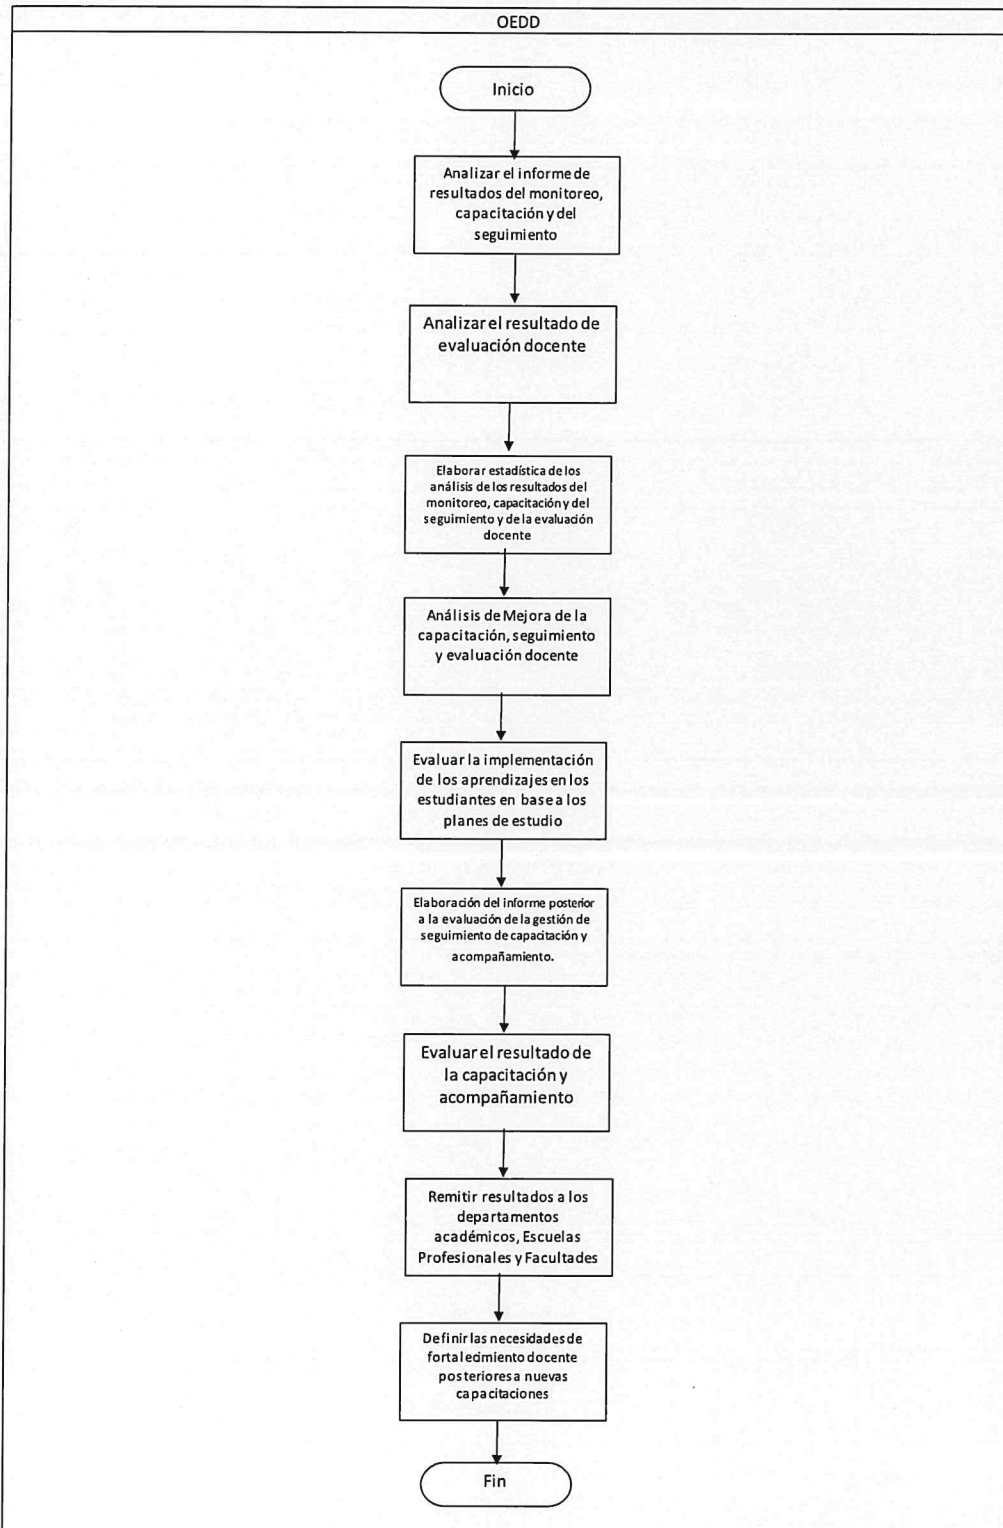 OEDD
Inicio
Analizar el informe de
resultados del monitoreo,
capacitación y del
seguimiento
Analizar el resultado de
evaluación docente
Elaborar estadística de los
análisis de los resultados del
monitoreo, capacitación y del
seguimiento y de la evaluación
docente
Análisis de Mejora de la
capacitación, seguimiento
y evaluación docente
Evaluar la implementación
de los aprendizajes en los
estudiantes en base a los
planes de estudio
Elaboración del informe posterior
a la evaluación de la gestión de
seguimiento de capacitación y
acompañamiento.
Evaluar el resultado de
la capacitación y
acompañamiento
Remitir resultados a los
departamentos
académicos, Escuelas
Profesionales y Facultades
Definir las necesidades de
fortalecimiento docente
posteriores a nuevas
capacitaciones
Fin